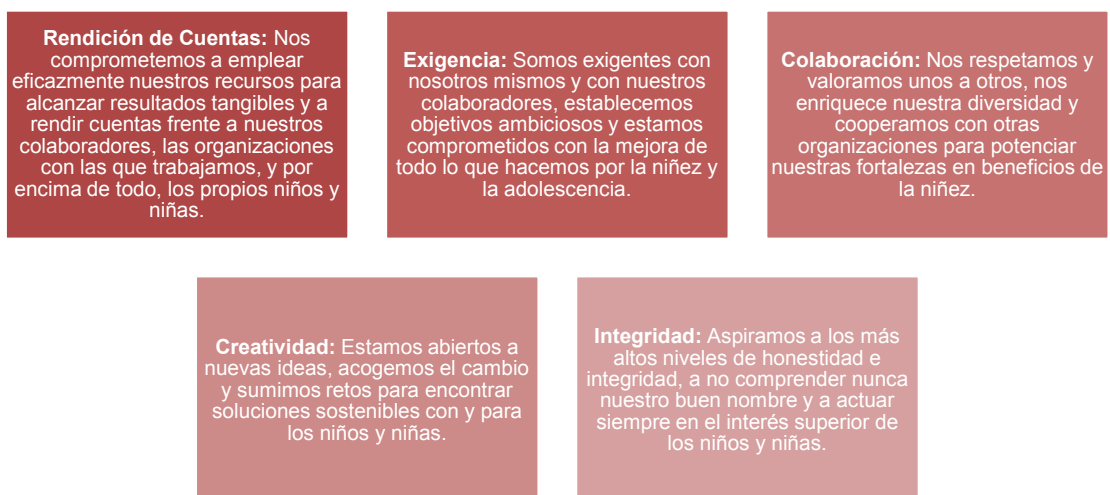 Rendición de Cuentas: Nos
comprometemos a emplear
eficazmente nuestros recursos para
alcanzar resultados tangibles y a
rendir cuentas frente a nuestros
colaboradores, las organizaciones
con las que trabajamos, y por
encima de todo, los propios niños y
niñas.
Exigencia: Somos exigentes con
nosotros mismos y con nuestros
colaboradores, establecemos
objetivos ambiciosos y estamos
comprometidos con la mejora de
todo lo que hacemos por la niñez y
la adolescencia.
Colaboración: Nos respetamos y
valoramos unos a otros, nos
enriquece nuestra diversidad y
cooperamos con otras
organizaciones para potenciar
nuestras fortalezas en beneficios de
la niñez.
Creatividad: Estamos abiertos a
nuevas ideas, acogemos el cambio
y sumimos retos para encontrar
soluciones sostenibles con y para
los niños y niñas.
Integridad: Aspiramos a los más
altos niveles de honestidad e
integridad, a no comprender nunca
nuestro buen nombre y a actuar
siempre en el interés superior de
los niños y niñas.